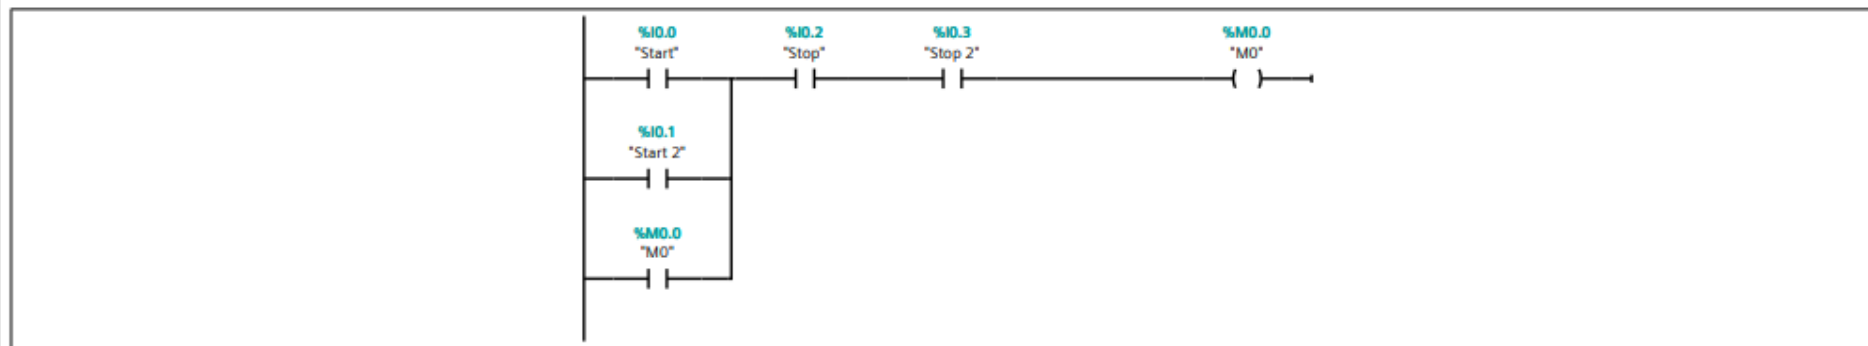 %I0.0
"Start"
%I0.2
"Stop"
%I0.3
"Stop 2"
%M0.0
"M0"
%I0.1
"Start 2"
%M0.0
"M0"